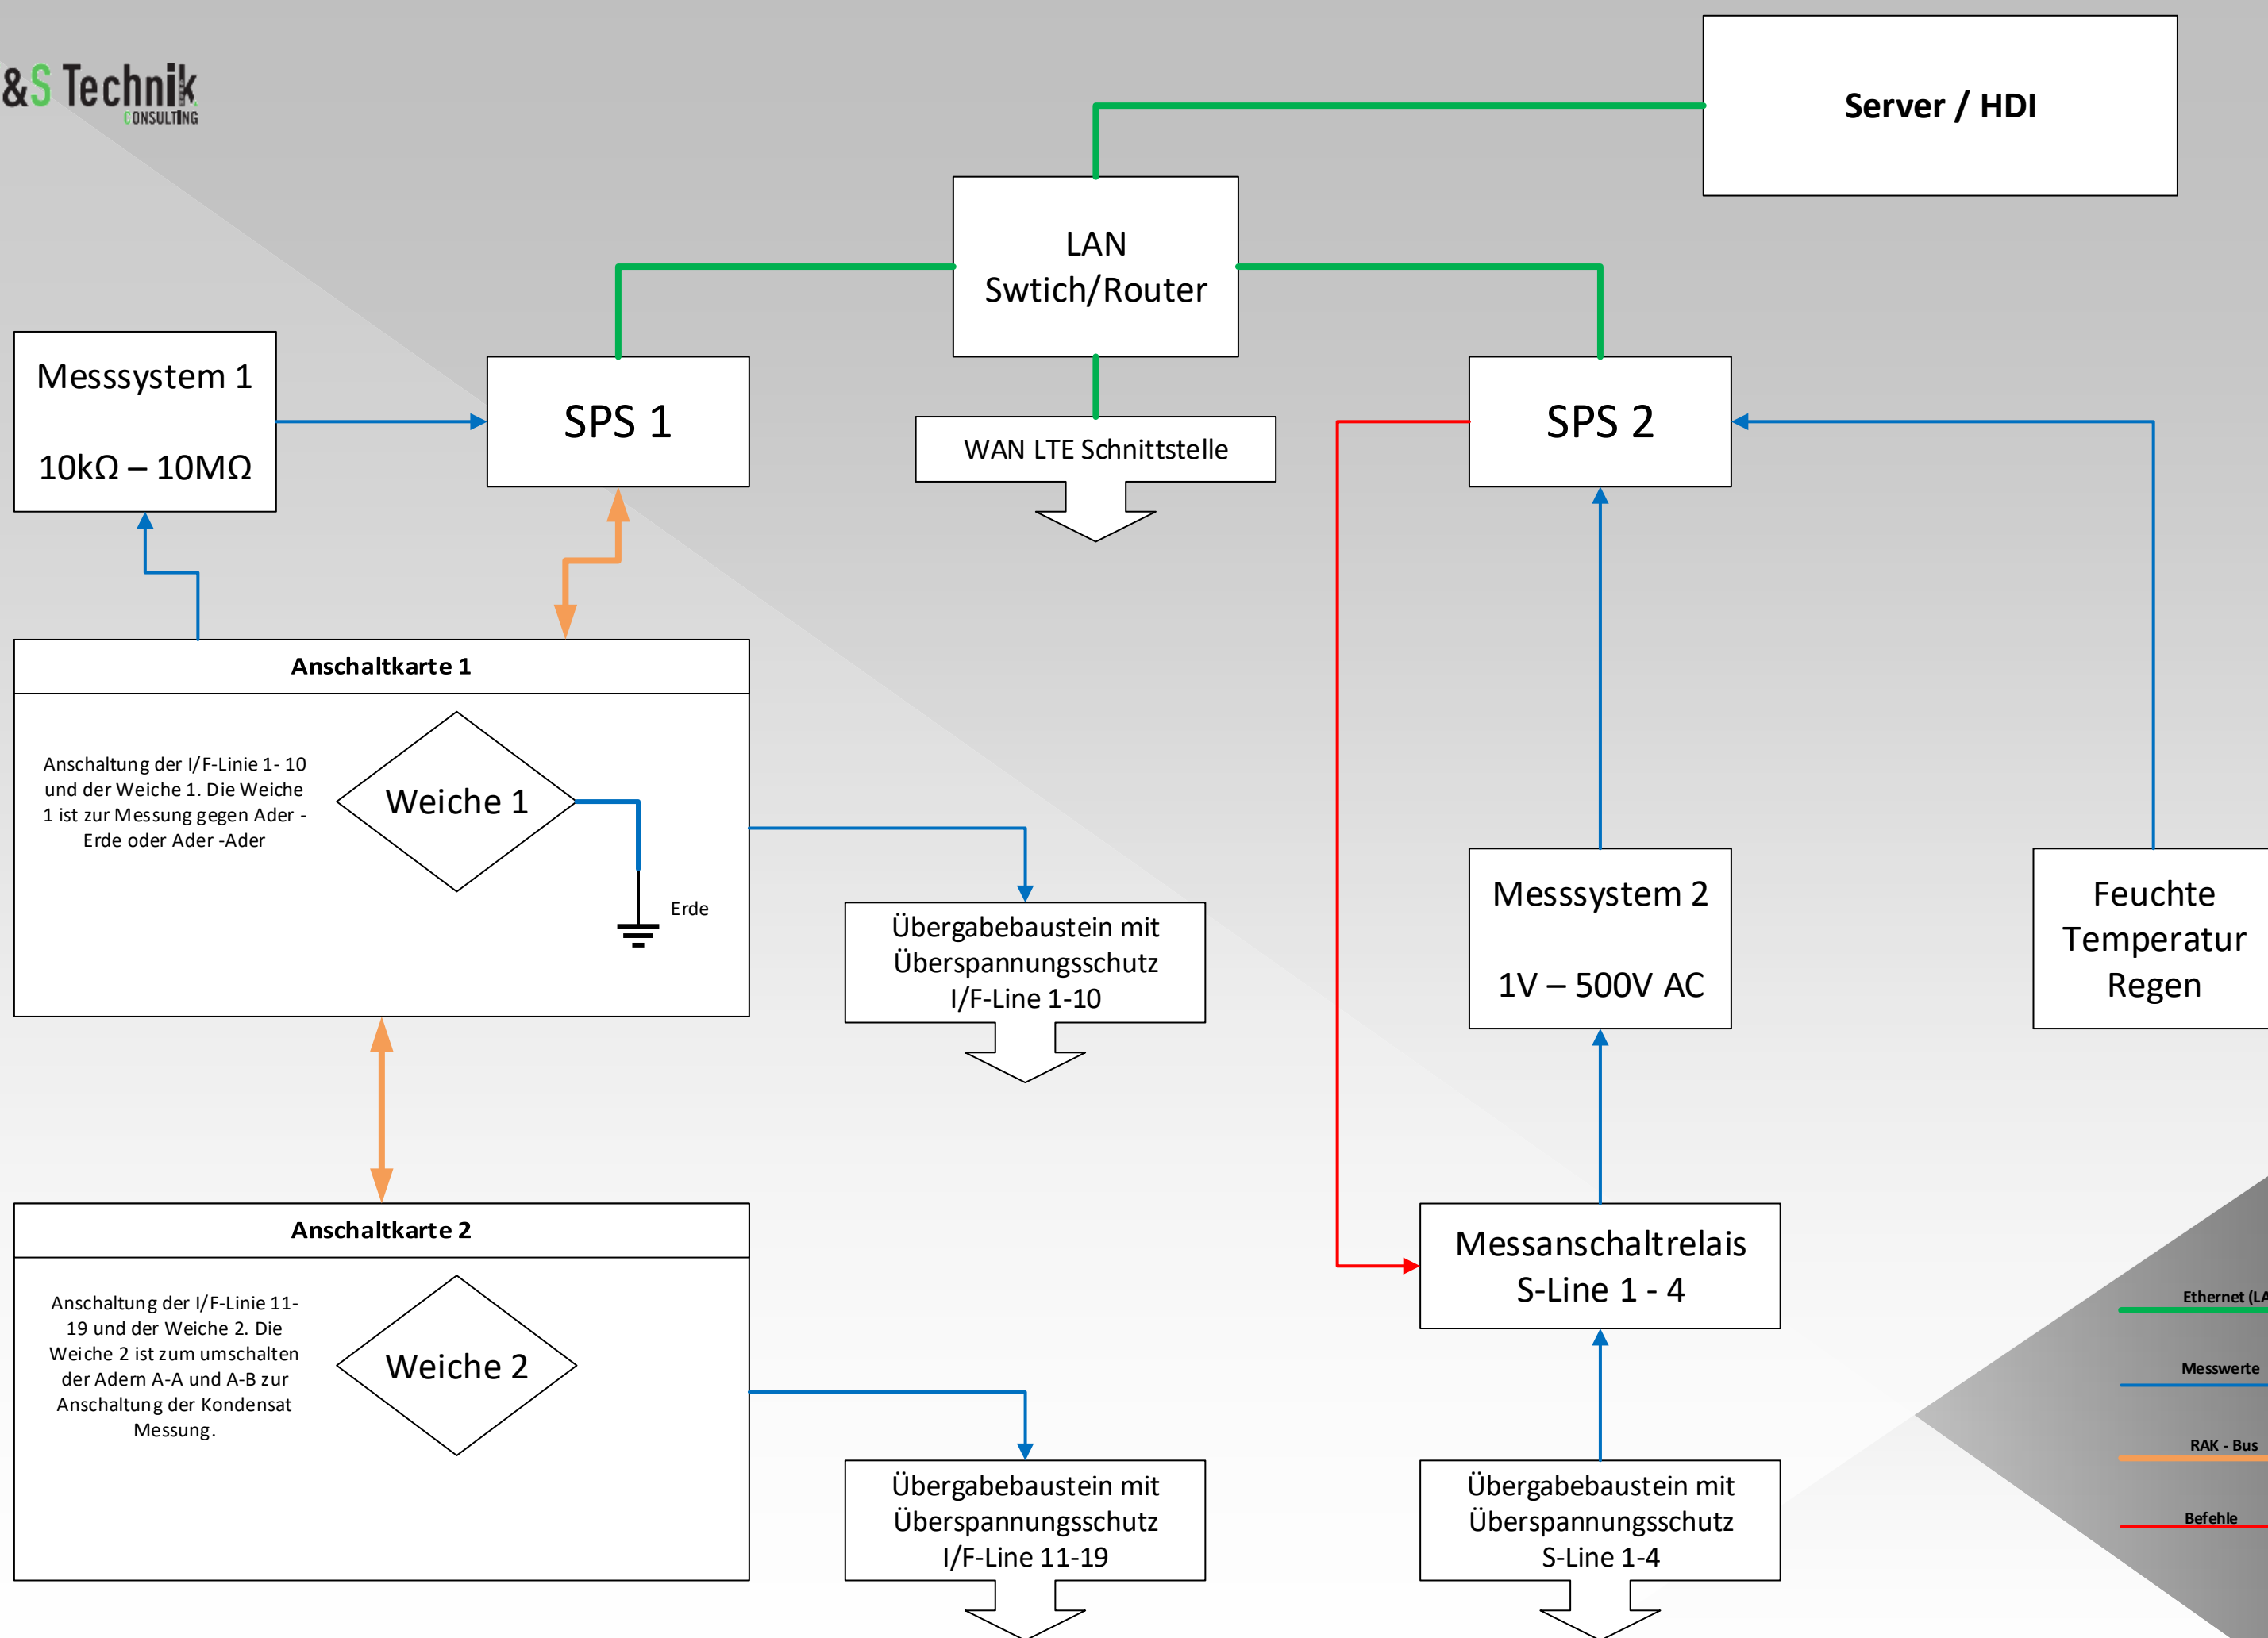 &S Technik
CONSULTING
Server / HDI
LAN
Swtich/Router
Messsystem 1
10kΩ – 10MΩ
SPS 1
WAN LTE Schnittstelle
SPS 2
Anschaltkarte 1
Anschaltung der I/F-Linie 1- 10
und der Weiche 1. Die Weiche
1 ist zur Messung gegen Ader -
Erde oder Ader -Ader
Weiche 1
Erde
Übergabebaustein mit
Überspannungsschutz
I/F-Line 1-10
Messsystem 2
1V – 500V AC
Feuchte
Temperatur
Regen
Anschaltkarte 2
Anschaltung der I/F-Linie 11-
19 und der Weiche 2. Die
Weiche 2 ist zum umschalten
der Adern A-A und A-B zur
Anschaltung der Kondensat
Messung.
Weiche 2
Übergabebaustein mit
Überspannungsschutz
I/F-Line 11-19
Messanschaltrelais
S-Line 1 - 4
Übergabebaustein mit
Überspannungsschutz
S-Line 1-4
Ethernet (LA
Messwerte
RAK - Bus
Befehle